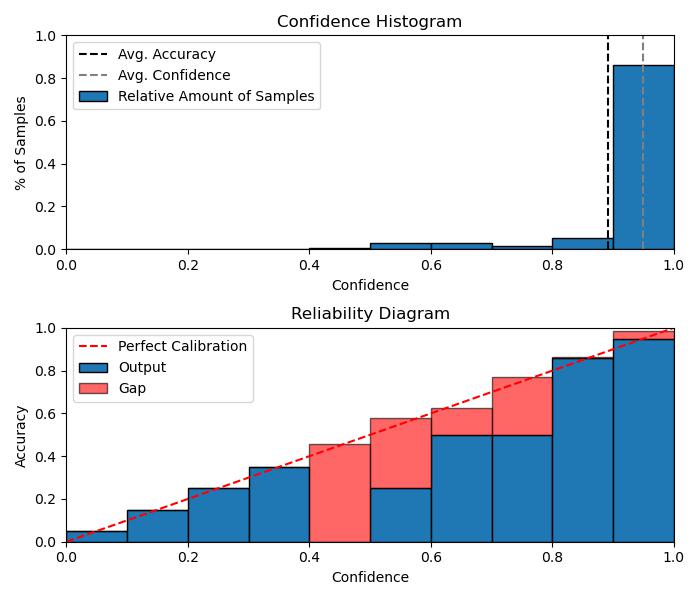 Confidence Histogram
Avg. Accuracy
Avg. Confidence
Relative Amount of Samples
% of Samples
1.0
0.8
0.6
0.4
0.2
0.0
0.0 0.2 0.4 0.6 0.8 1.0
Confidence
Reliability Diagram
Perfect Calibration
Output
Gap
Accuracy
1.0
0.8
0.6
0.4
0.2
0.0
0.0 0.2 0.4 0.6 0.8 1.0
Confidence